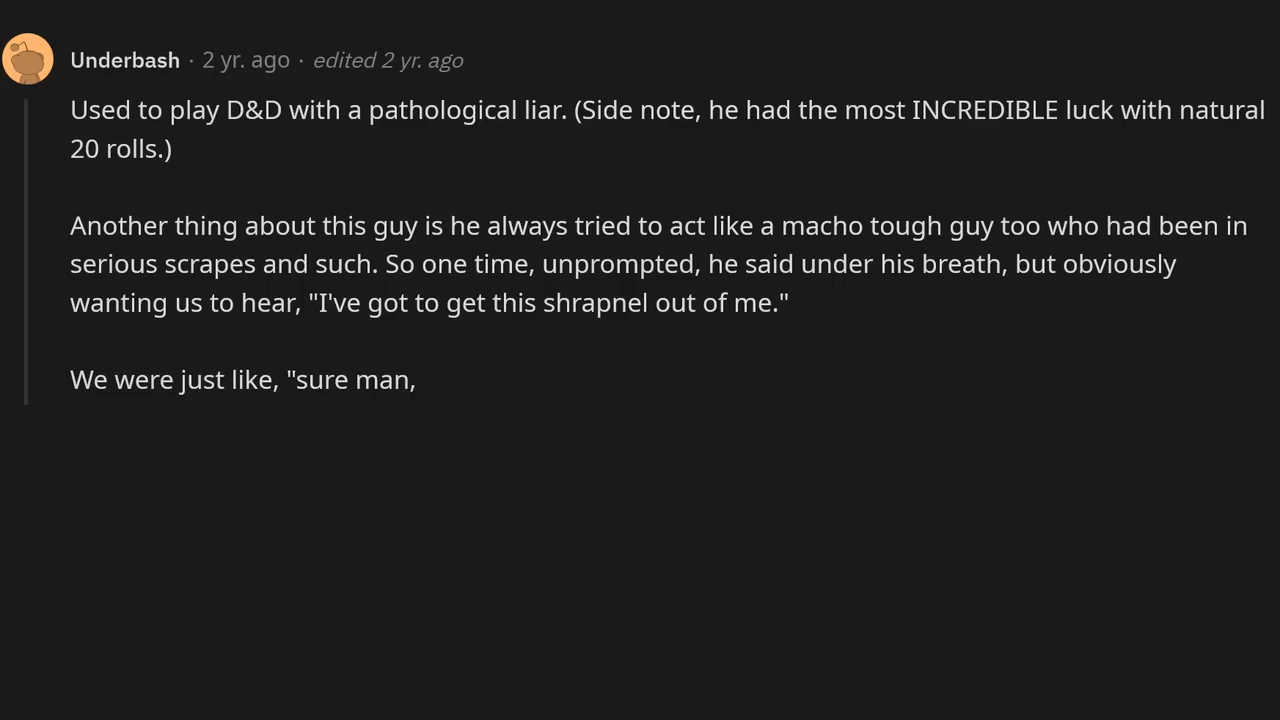 Underbash · 2 yr. ago · edited 2 yr. ago
Used to play D&D with a pathological liar. (Side note, he had the most INCREDIBLE luck with natural
20 rolls.)
Another thing about this guy is he always tried to act like a macho tough guy too who had been in
serious scrapes and such. So one time, unprompted, he said under his breath, but obviously
wanting us to hear, "I've got to get this shrapnel out of me."
We were just like, "sure man,